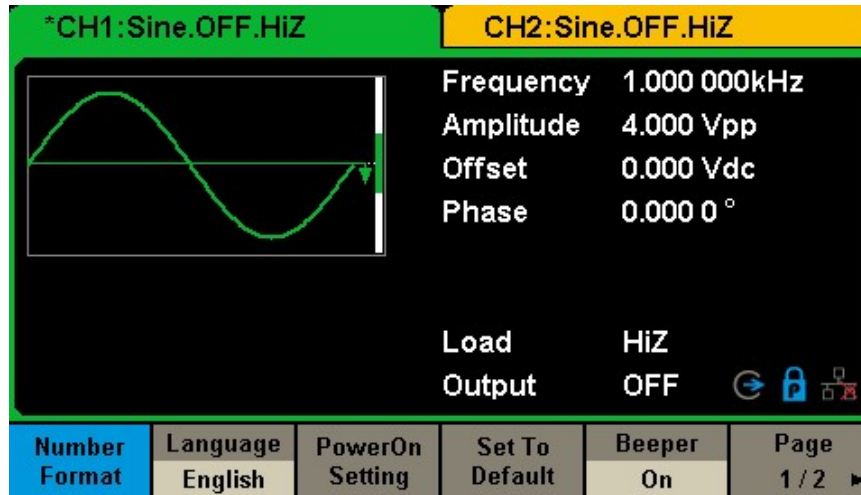 *CH1:Sine.OFF.HiZ
CH2:Sine.OFF.HiZ
Frequency 1.000 000kHz
Amplitude 4.000 Vpp
Offset 0.000 Vdc
Phase 0.000 0 °
Load HiZ
Output OFF
P
Number Format
Language English
PowerOn Setting
Set To Default
Beeper On
Page 1 / 2